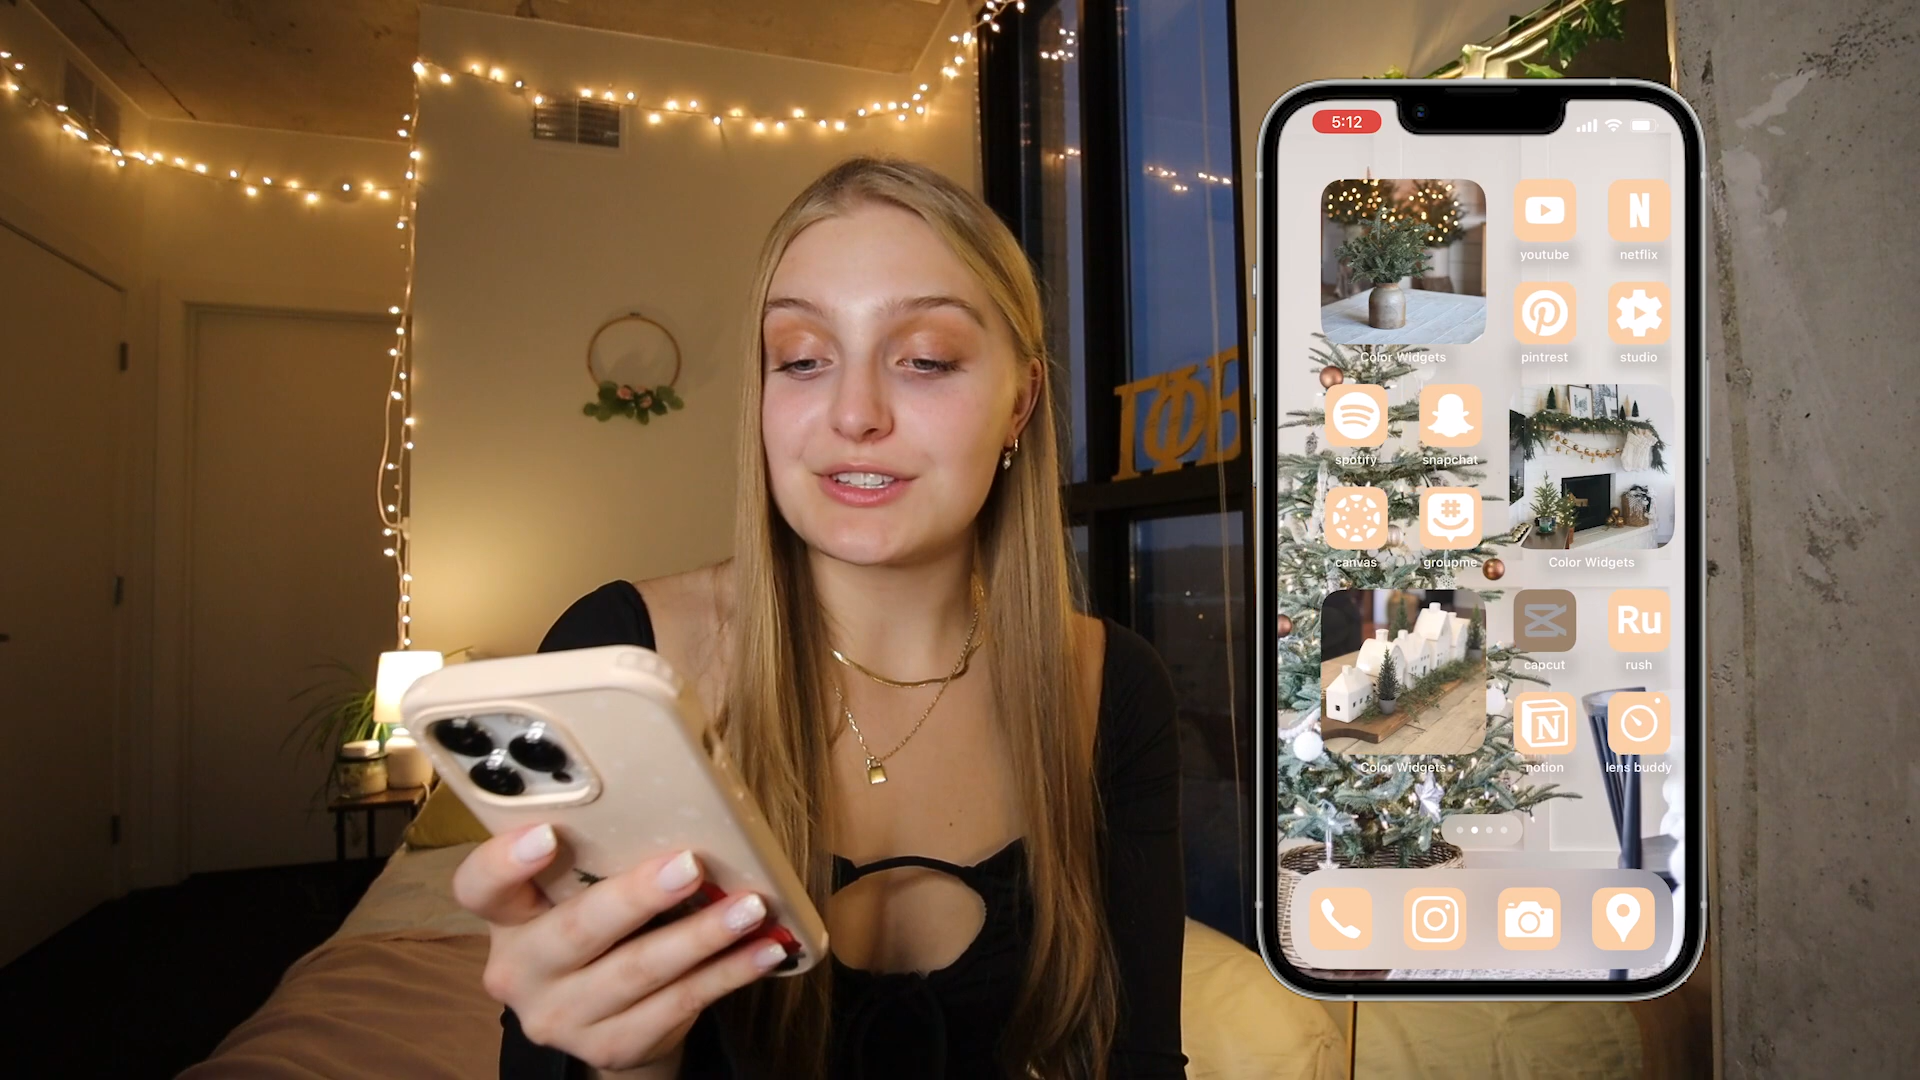 ΓΦΒ
5:12
youtube
netflix
Color Widgets
pintrest
studio
spotify
snapchat
canvas
groupme
Color Widgets
Ru
capcut
rush
Color Widgets
notion
lens buddy